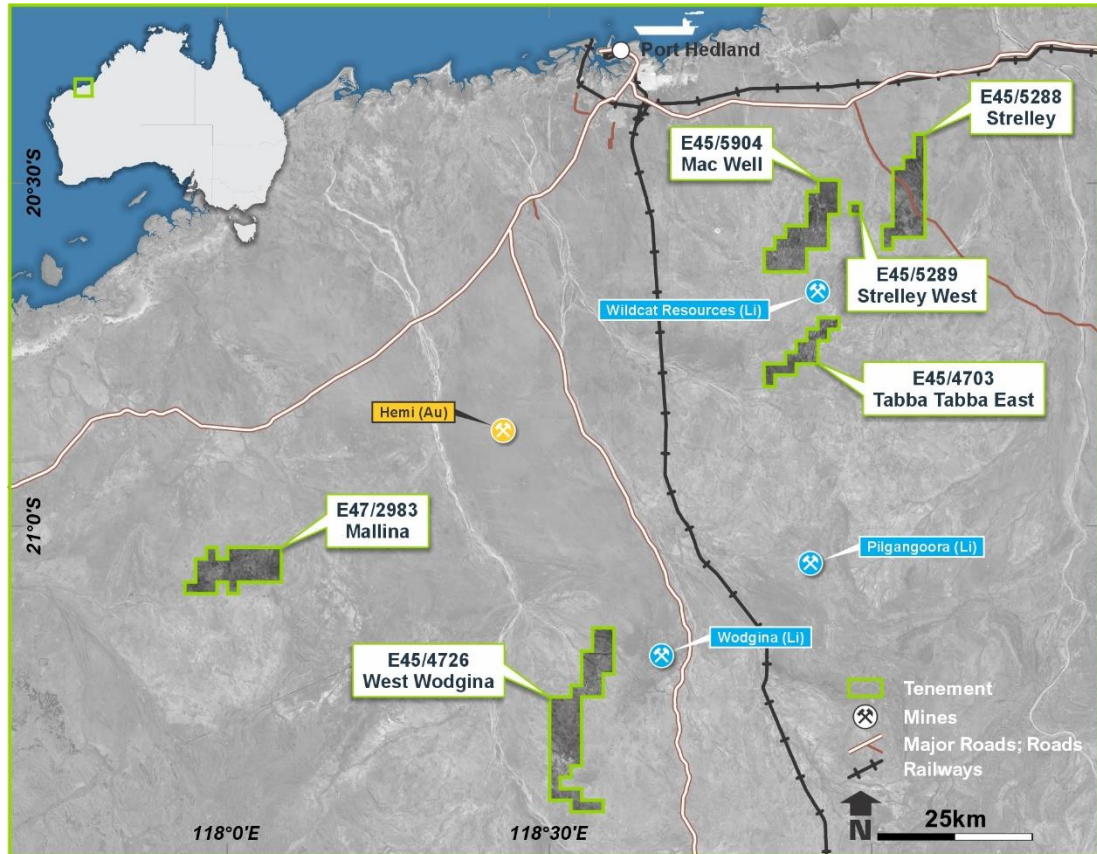 Port Hedland
E45/5288
Strelley
E45/5904
Mac Well
20°30'S
E45/5289
Strelley West
Wildcat Resources (Li)
E45/4703
Tabba Tabba East
Hemi (Au)
E47/2983
Mallina
21°0'S
Pilgangoora (Li)
Wodgina (Li)
E45/4726
West Wodgina
Tenement
Mines
Major Roads; Roads
Railways
N
25km
118°0'E
118°30'E